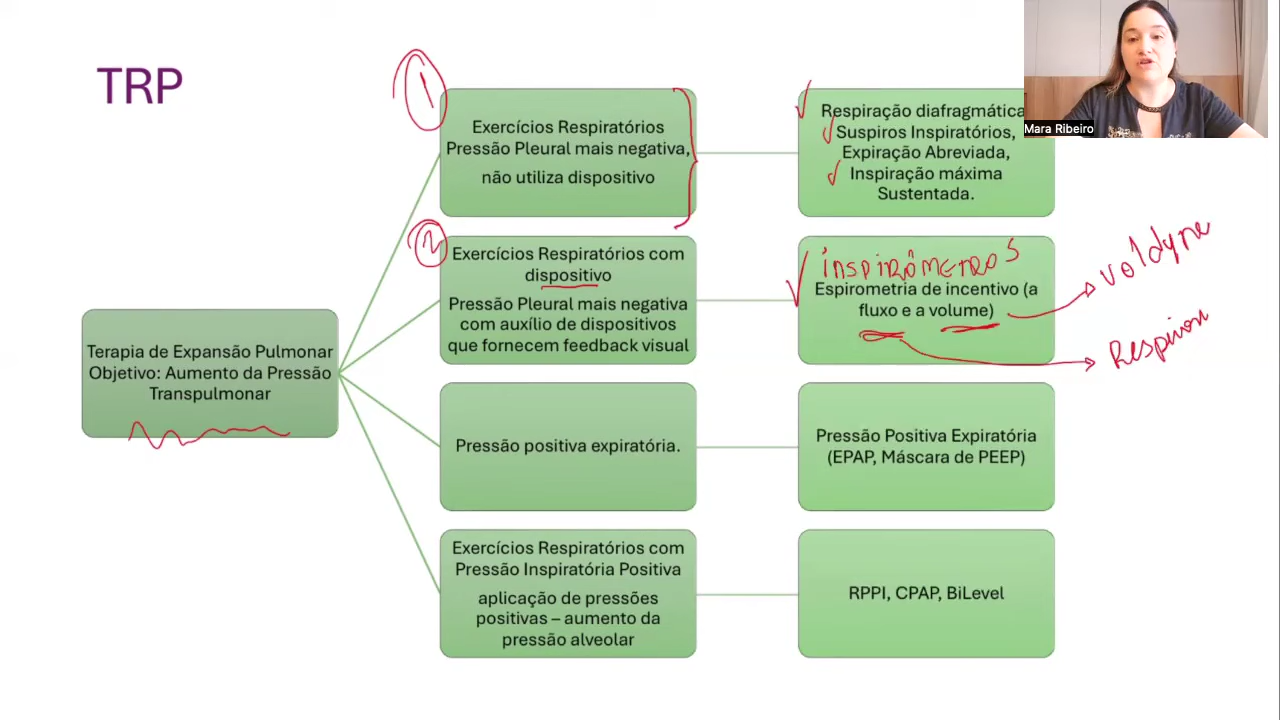 TRP
Terapia de Expansão Pulmonar
Objetivo: Aumento da Pressão
Transpulmonar
1
Exercícios Respiratórios
Pressão Pleural mais negativa,
não utiliza dispositivo
Respiração diafragmática
Suspiros Inspiratórios,
Expiração Abreviada,
Inspiração máxima
Sustentada.
Mara Ribeiro
2
Exercícios Respiratórios com
dispositivo
Pressão Pleural mais negativa
com auxílio de dispositivos
que fornecem feedback visual
INSPIRÔMETROS
Espirometria de incentivo (a
fluxo e a volume)
Voldyne
Respiron
Pressão positiva expiratória.
Pressão Positiva Expiratória
(EPAP, Máscara de PEEP)
Exercícios Respiratórios com
Pressão Inspiratória Positiva
aplicação de pressões
positivas – aumento da
pressão alveolar
RPPI, CPAP, BiLevel